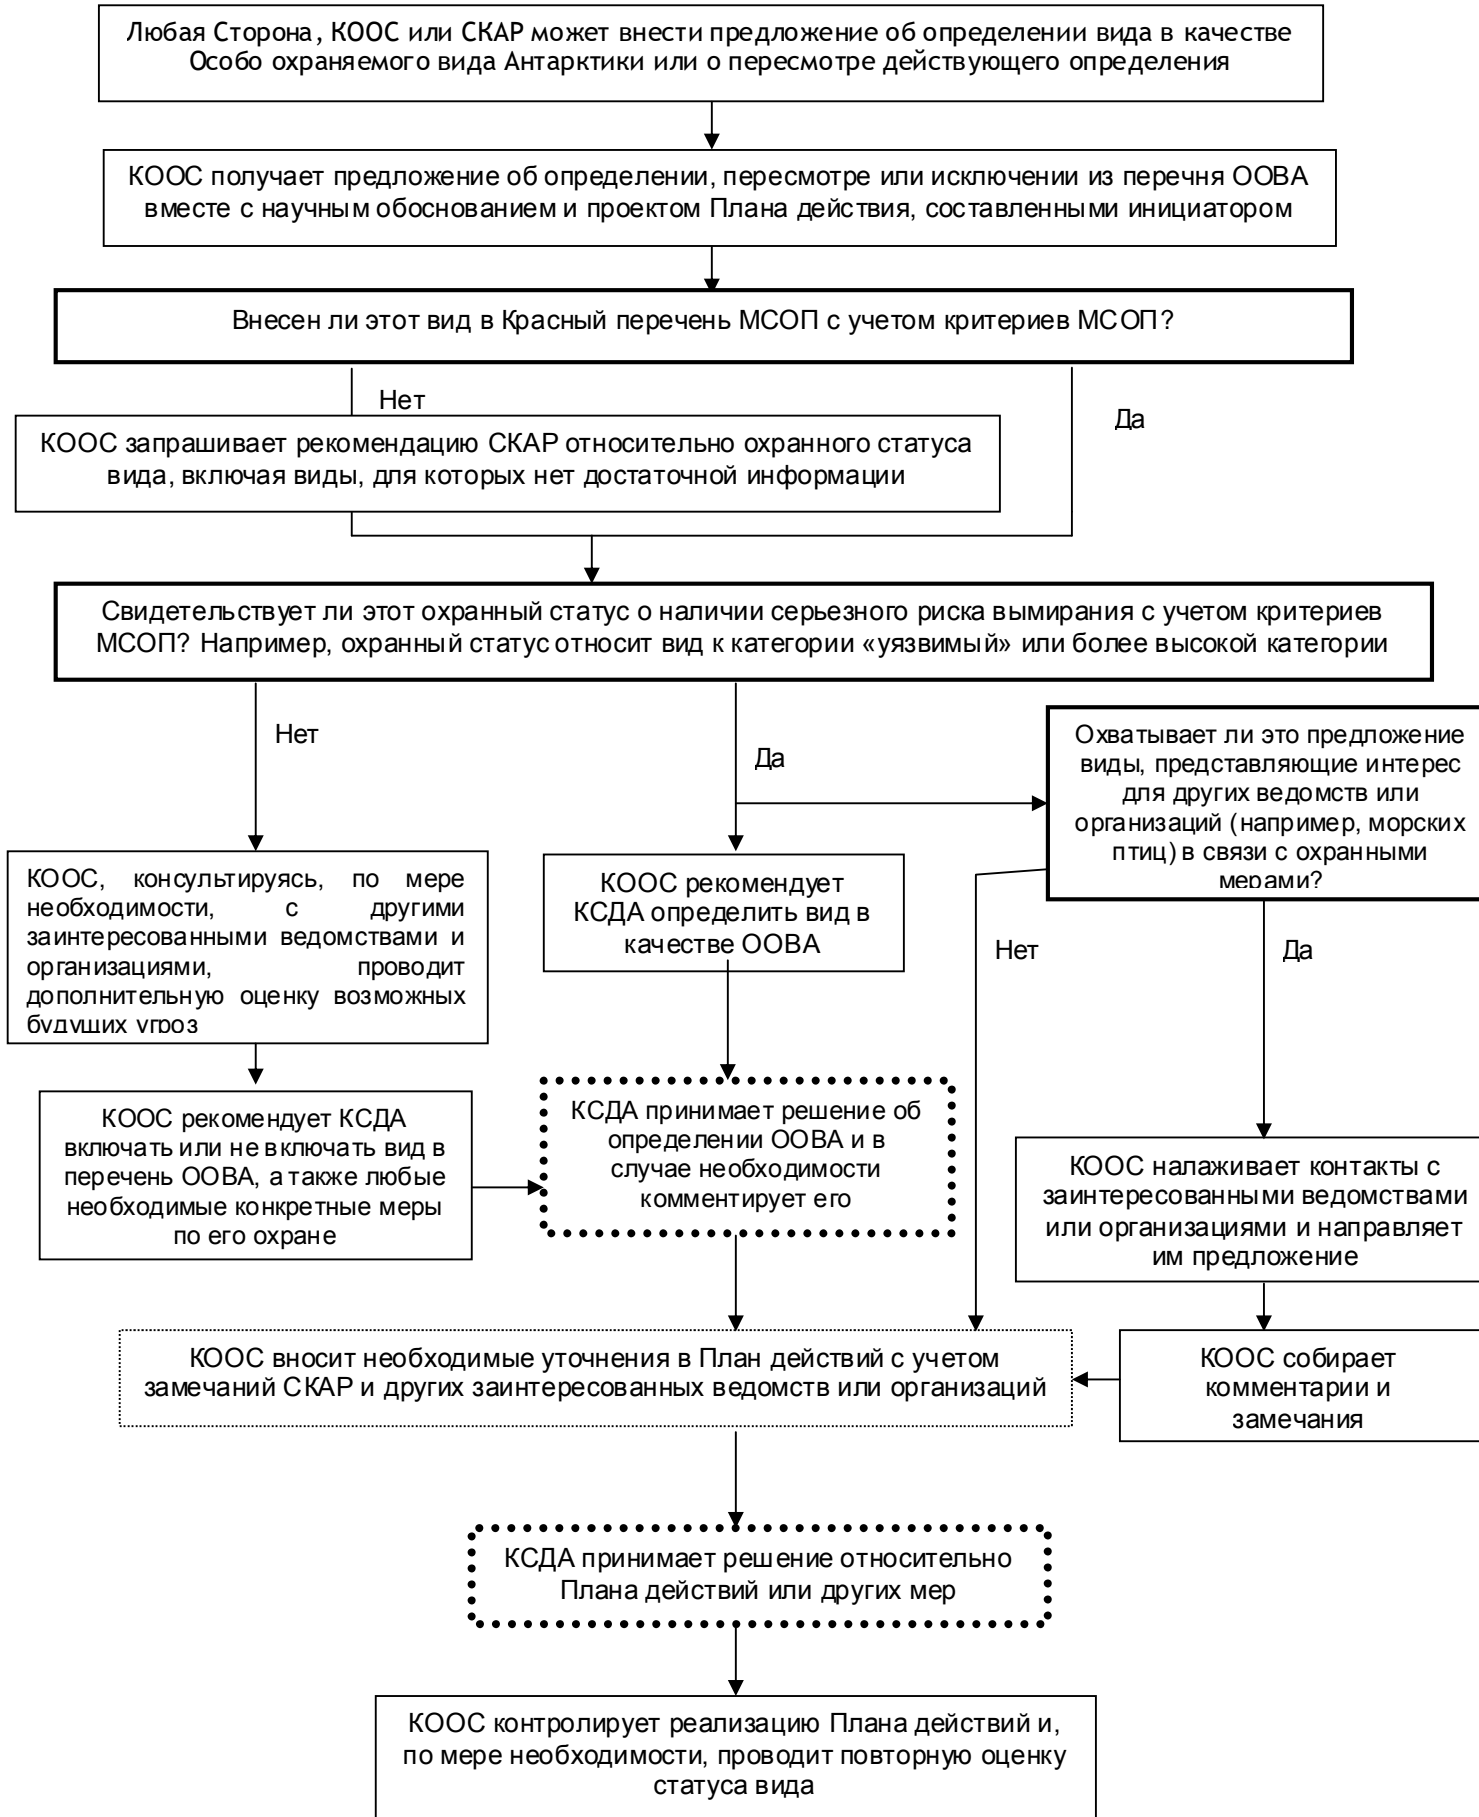 Любая Сторона, КООС или СКАР может внести предложение об определении вида в качестве
Особо охраняемого вида Антарктики или о пересмотре действующего определения
КООС получает предложение об определении, пересмотре или исключении из перечня ООВА
вместе с научным обоснованием и проектом Плана действия, составленными инициатором
Внесен ли этот вид в Красный перечень МСОП с учетом критериев МСОП?
Нет
Да
КООС запрашивает рекомендацию СКАР относительно охранного статуса
вида, включая виды, для которых нет достаточной информации
Свидетельствует ли этот охранный статус о наличии серьезного риска вымирания с учетом критериев
МСОП? Например, охранный статус относит вид к категории «уязвимый» или более высокой категории
Нет
Да
Охватывает ли это предложение
виды, представляющие интерес
для других ведомств или
организаций (например, морских
птиц) в связи с охранными
мерами?
КООС, консультируясь, по мере
необходимости, с другими
заинтересованными ведомствами и
организациями, проводит
дополнительную оценку возможных
будущих угроз
КООС рекомендует
КСДА определить вид в
качестве ООВА
Нет
Да
КООС рекомендует КСДА
включать или не включать вид в
перечень ООВА, а также любые
необходимые конкретные меры
по его охране
КСДА принимает решение об
определении ООВА и в
случае необходимости
комментирует его
КООС налаживает контакты с
заинтересованными ведомствами
или организациями и направляет
им предложение
КООС вносит необходимые уточнения в План действий с учетом
замечаний СКАР и других заинтересованных ведомств или организаций
КООС собирает
комментарии и
замечания
КСДА принимает решение относительно
Плана действий или других мер
КООС контролирует реализацию Плана действий и,
по мере необходимости, проводит повторную оценку
статуса вида